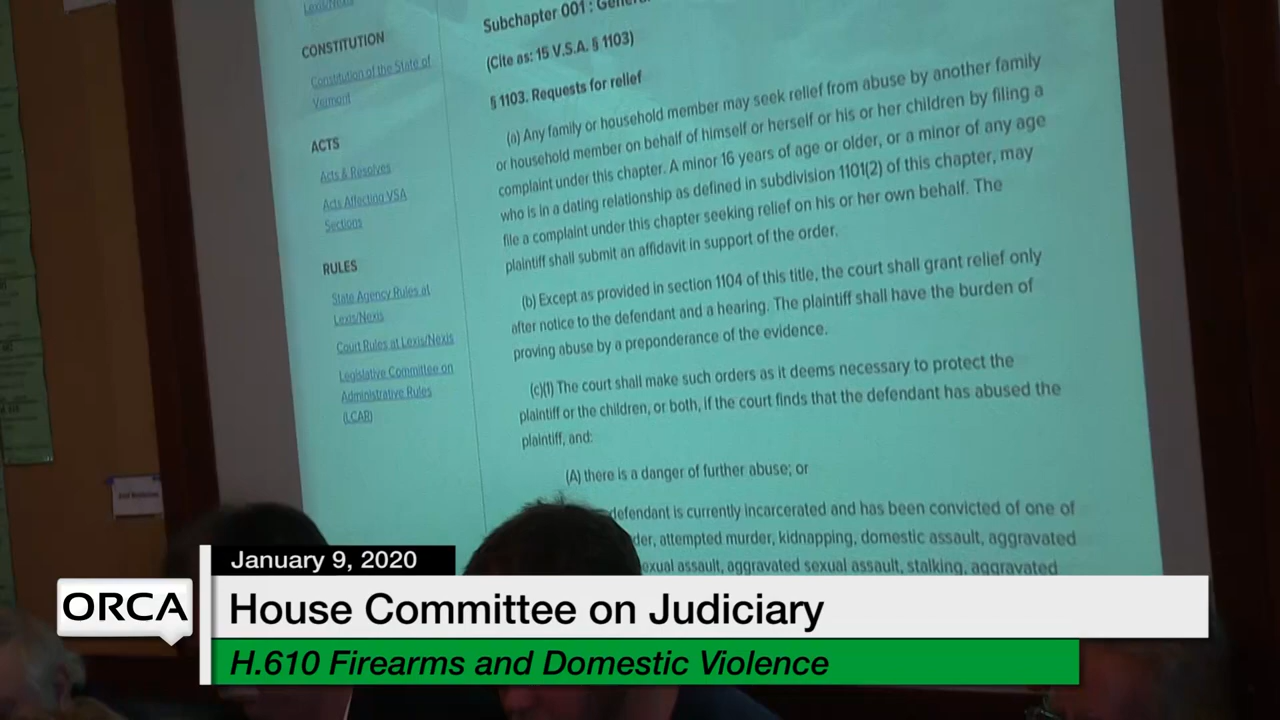 Lexis/Nexis
CONSTITUTION
Constitution of the State of
Vermont
ACTS
Acts & Resolves
Acts Affecting VSA
Sections
RULES
State Agency Rules at
Lexis/Nexis
Court Rules at Lexis/Nexis
Legislative Committee on
Administrative Rules
(LCAR)
Subchapter 001 :
(Cite as: 15 V.S.A. § 1103)
§ 1103. Requests for relief
(a) Any family or household member may seek relief from abuse by another family
or household member on behalf of himself or herself or his or her children by filing a
complaint under this chapter. A minor 16 years of age or older, or a minor of any age
who is in a dating relationship as defined in subdivision 1101(2) of this chapter, may
file a complaint under this chapter seeking relief on his or her own behalf. The
plaintiff shall submit an affidavit in support of the order.
(b) Except as provided in section 1104 of this title, the court shall grant relief only
after notice to the defendant and a hearing. The plaintiff shall have the burden of
proving abuse by a preponderance of the evidence.
(c)(1) The court shall make such orders as it deems necessary to protect the
plaintiff or the children, or both, if the court finds that the defendant has abused the
plaintiff, and:
(A) there is a danger of further abuse; or
defendant is currently incarcerated and has been convicted of one of
attempted murder, kidnapping, domestic assault, aggravated
assault, aggravated sexual assault, stalking, aggravated
January 9, 2020
ORCA
House Committee on Judiciary
H.610 Firearms and Domestic Violence